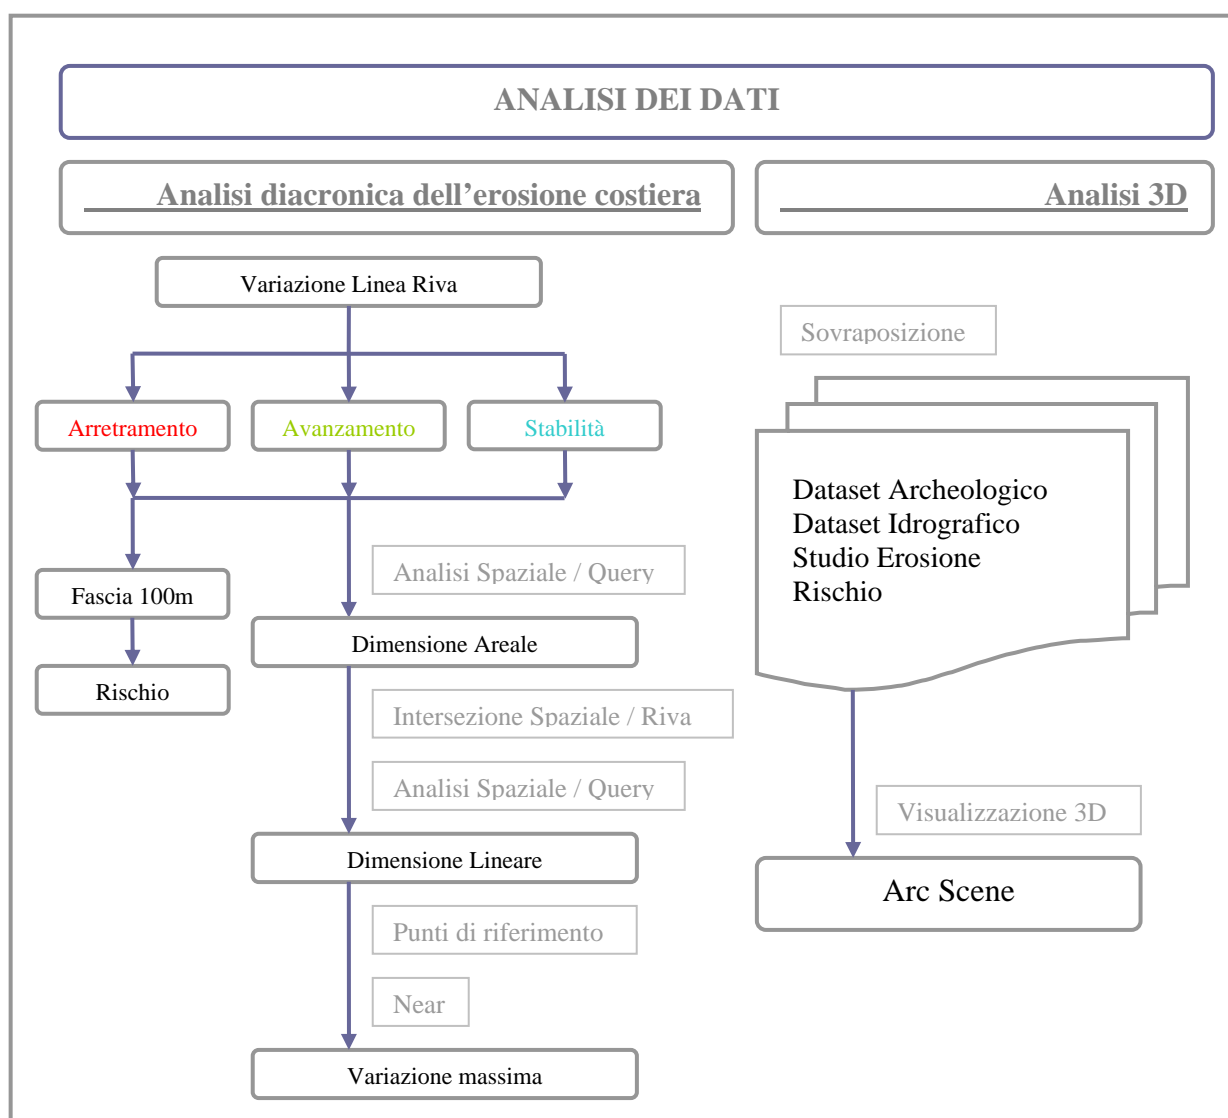 ANALISI DEI DATI
Analisi diacronica dell’erosione costiera
Analisi 3D
Variazione Linea Riva
Arretramento
Avanzamento
Stabilità
Analisi Spaziale / Query
Fascia 100m
Dimensione Areale
Rischio
Intersezione Spaziale / Riva
Analisi Spaziale / Query
Dimensione Lineare
Punti di riferimento
Near
Variazione massima
Sovraposizione
Dataset Archeologico
Dataset Idrografico
Studio Erosione
Rischio
Visualizzazione 3D
Arc Scene